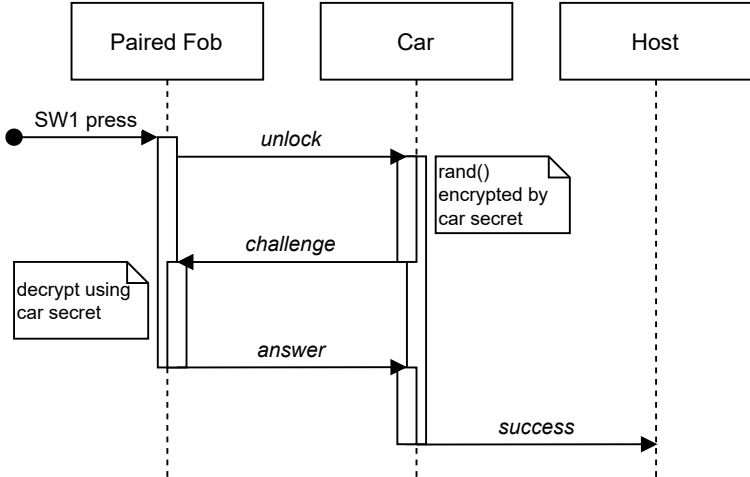 Paired Fob
Car
Host
SW1 press
unlock
rand()
encrypted by
car secret
challenge
decrypt using
car secret
answer
success